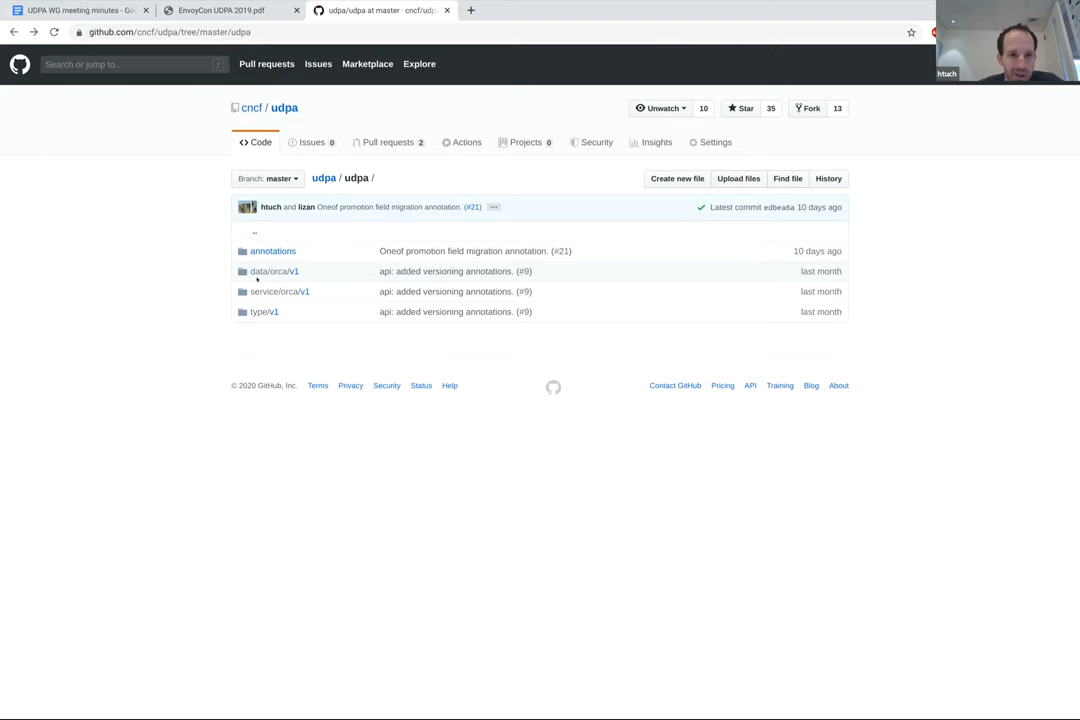 UDPA WG meeting minutes - Goo
EnvoyCon UDPA 2019.pdf
udpa/udpa at master · cncf/udp
github.com/cncf/udpa/tree/master/udpa
Search or jump to…
/
Pull requests
Issues
Marketplace
Explore
htuch
cncf / udpa
Unwatch 10
Star 35
Fork 13
Code
Issues 0
Pull requests 2
Actions
Projects 0
Security
Insights
Settings
Branch: master
udpa / udpa /
Create new file
Upload files
Find file
History
htuch and lizan Oneof promotion field migration annotation. (#21) …
Latest commit edbea6a 10 days ago
..
annotations Oneof promotion field migration annotation. (#21) 10 days ago
data/orca/v1 api: added versioning annotations. (#9) last month
service/orca/v1 api: added versioning annotations. (#9) last month
type/v1 api: added versioning annotations. (#9) last month
© 2020 GitHub, Inc.
Terms
Privacy
Security
Status
Help
Contact GitHub
Pricing
API
Training
Blog
About